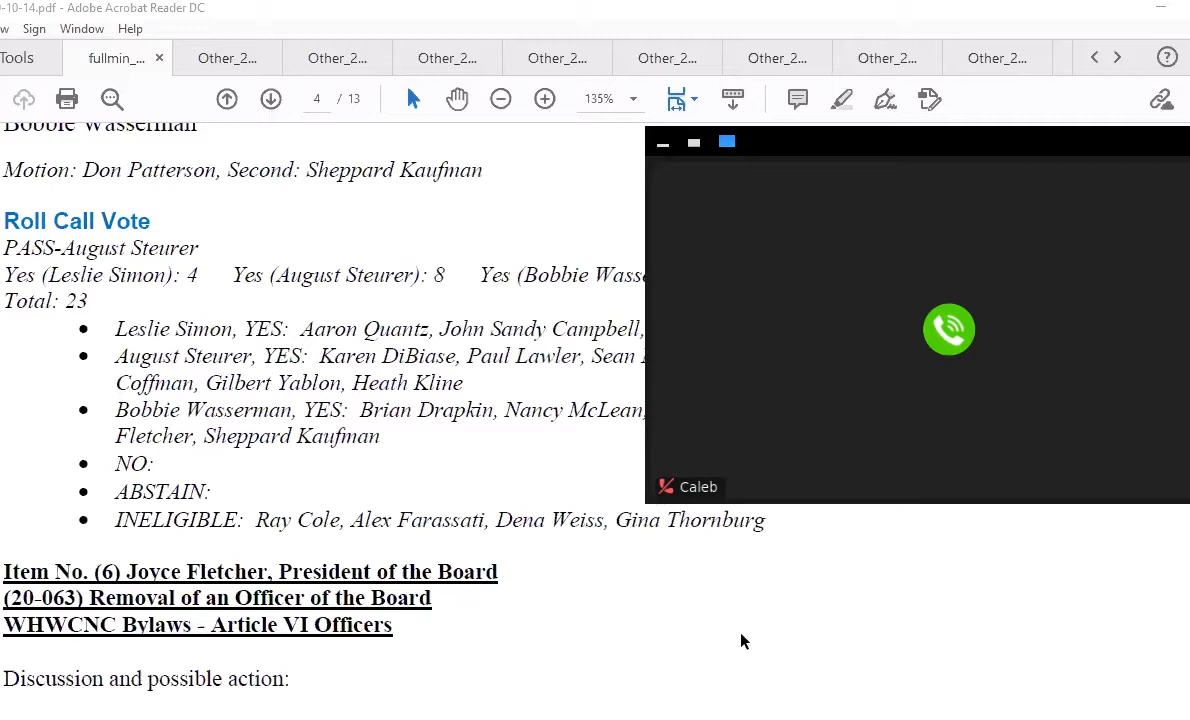 -10-14.pdf - Adobe Acrobat Reader DC
w Sign Window Help
Tools fullmin_... × Other_2... Other_2... Other_2... Other_2... Other_2... Other_2... Other_2... Other_2...
4 / 13 135%
Bobbie Wasserman
Motion: Don Patterson, Second: Sheppard Kaufman
Roll Call Vote
PASS-August Steurer
Yes (Leslie Simon): 4 Yes (August Steurer): 8 Yes (Bobbie Wasse
Total: 23
• Leslie Simon, YES: Aaron Quantz, John Sandy Campbell,
• August Steurer, YES: Karen DiBiase, Paul Lawler, Sean
Coffman, Gilbert Yablon, Heath Kline
• Bobbie Wasserman, YES: Brian Drapkin, Nancy McLean,
Fletcher, Sheppard Kaufman
• NO:
• ABSTAIN:
• INELIGIBLE: Ray Cole, Alex Farassati, Dena Weiss, Gina Thornburg
Caleb
Item No. (6) Joyce Fletcher, President of the Board
(20-063) Removal of an Officer of the Board
WHWCNC Bylaws - Article VI Officers
Discussion and possible action: